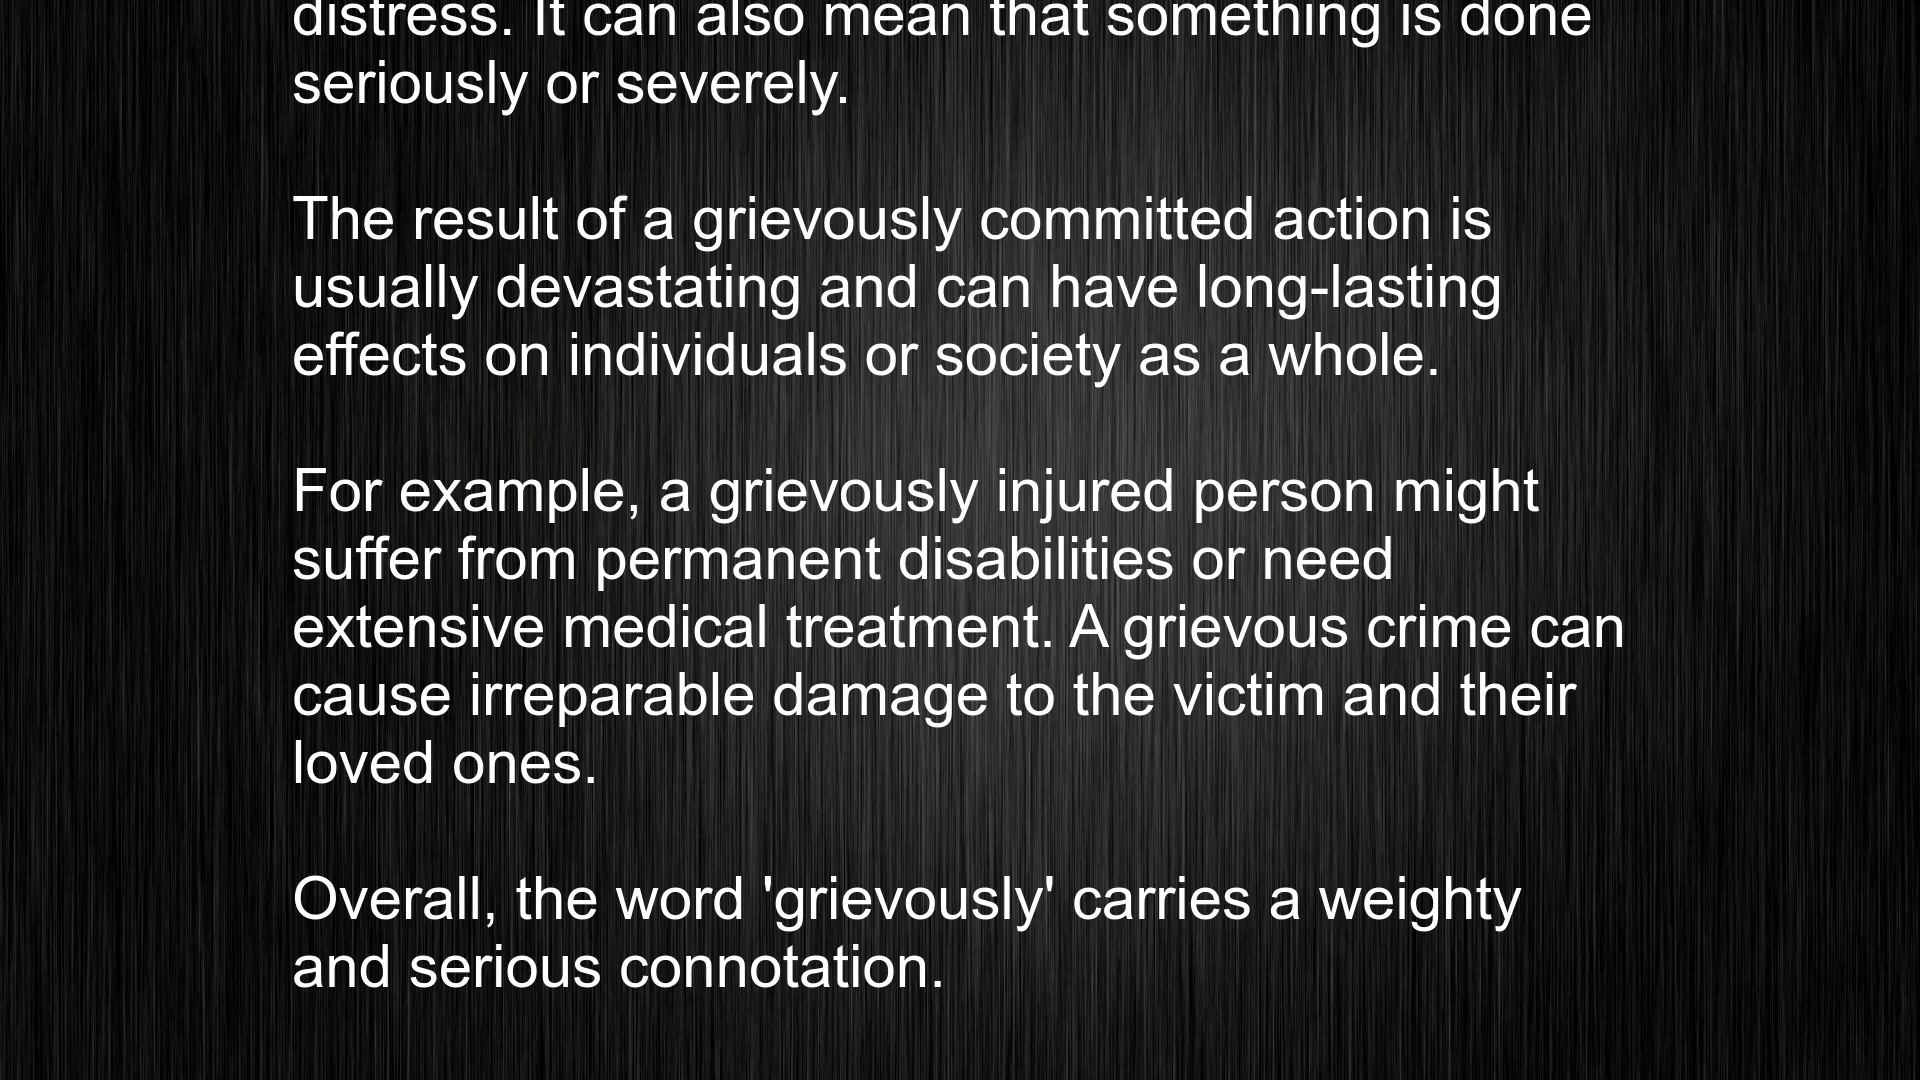 distress. It can also mean that something is done
seriously or severely.
The result of a grievously committed action is
usually devastating and can have long-lasting
effects on individuals or society as a whole.
For example, a grievously injured person might
suffer from permanent disabilities or need
extensive medical treatment. A grievous crime can
cause irreparable damage to the victim and their
loved ones.
Overall, the word 'grievously' carries a weighty
and serious connotation.